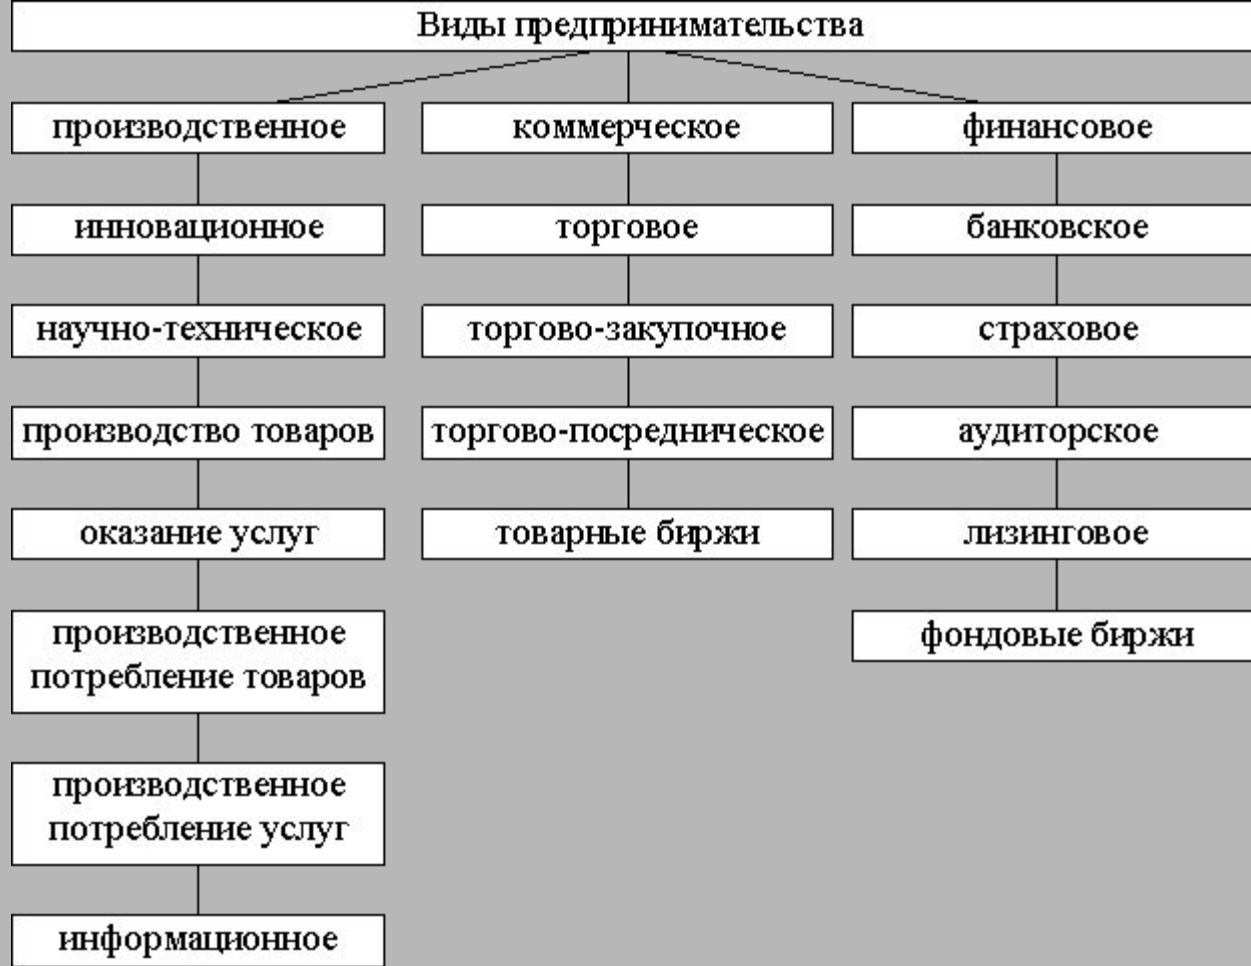 Виды предпринимательства
производственное
коммерческое
финансовое
инновационное
торговое
банковское
научно-техническое
торгово-закупочное
страховое
производство товаров
торгово-посредническое
аудиторское
оказание услуг
товарные биржи
лизинговое
производственное
потребление товаров
фондовые биржи
производственное
потребление услуг
информационное